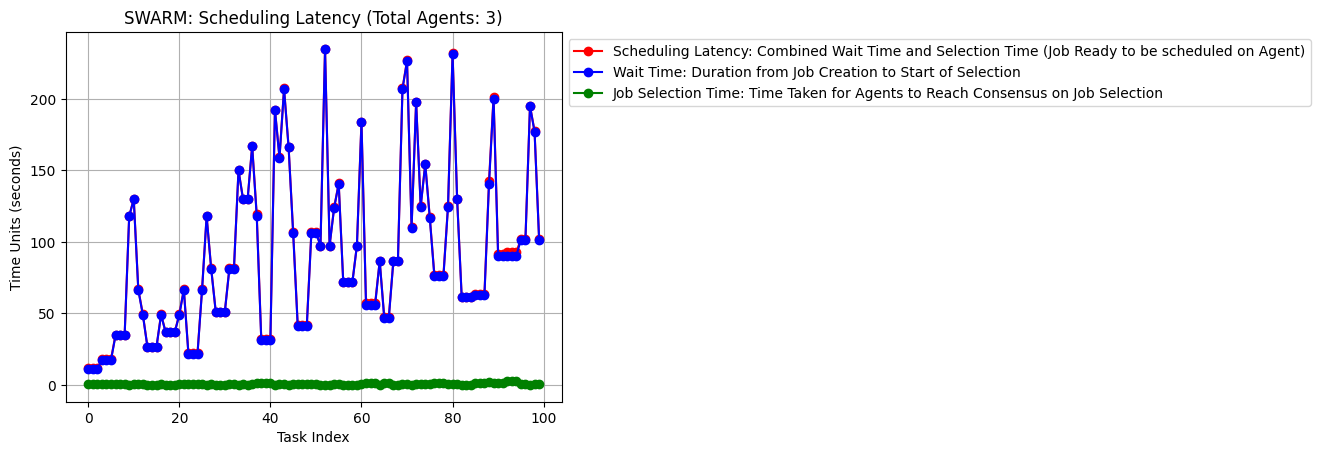 SWARM: Scheduling Latency (Total Agents: 3)
Scheduling Latency: Combined Wait Time and Selection Time (Job Ready to be scheduled on Agent)
Wait Time: Duration from Job Creation to Start of Selection
Job Selection Time: Time Taken for Agents to Reach Consensus on Job Selection
Time Units (seconds)
200
150
100
50
0
0 20 40 60 80 100
Task Index